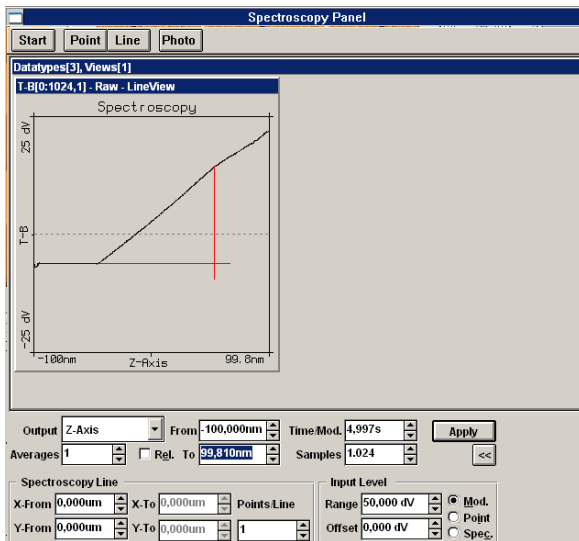 Spectroscopy Panel
Start Point Line Photo
Datatypes[3], Views[1]
T-B[0:1024,1] - Raw - LineView
Spectroscopy
25 dV
T-B
-25 dV
-100nm Z-Axis 99.8nm
Output Z-Axis From -100,000nm Time/Mod. 4,997s Apply
Averages 1 Rel. To 99,810nm Samples 1.024 <<
Spectroscopy Line Input Level
X-From 0,000um X-To 0,000um Points/Line Range 50,000 dV Mod.
Y-From 0,000um Y-To 0,000um 1 Offset 0,000 dV Point
Spec.